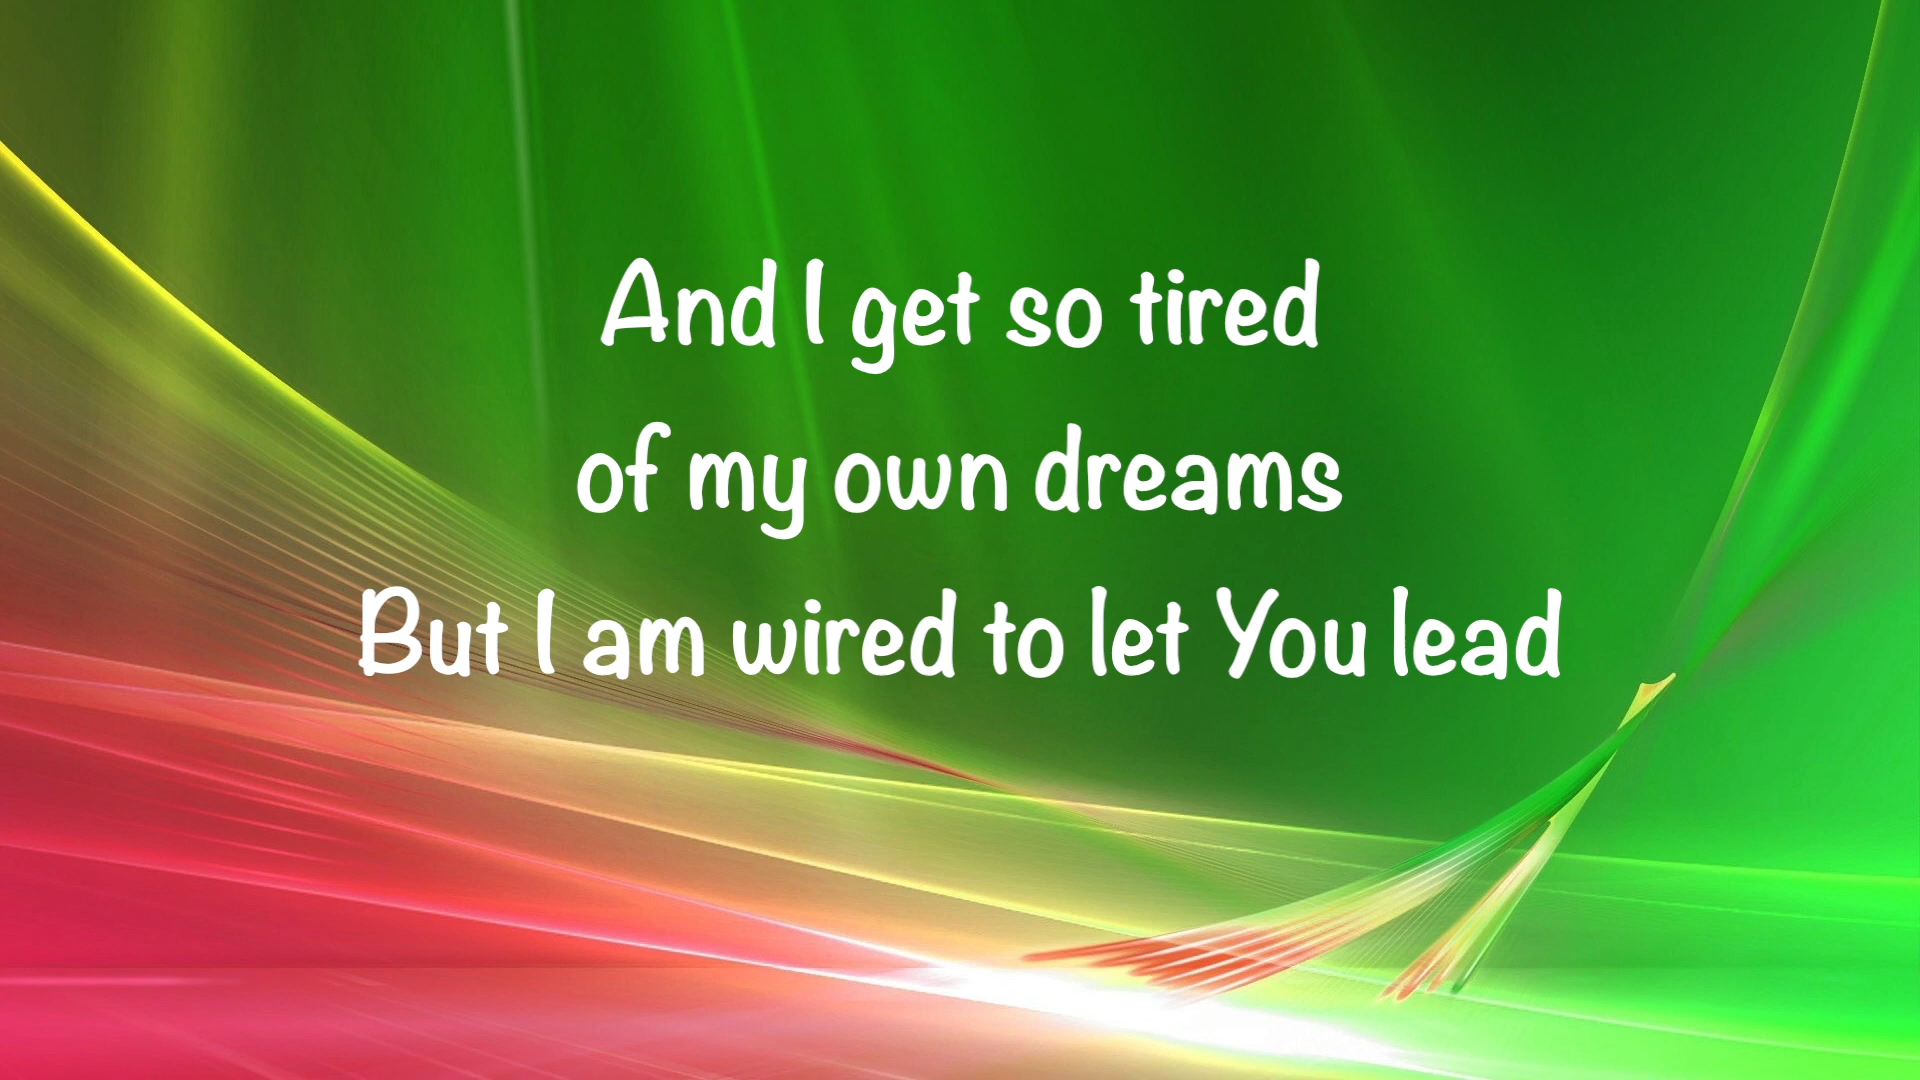 And I get so tired
of my own dreams
But I am wired to let You lead